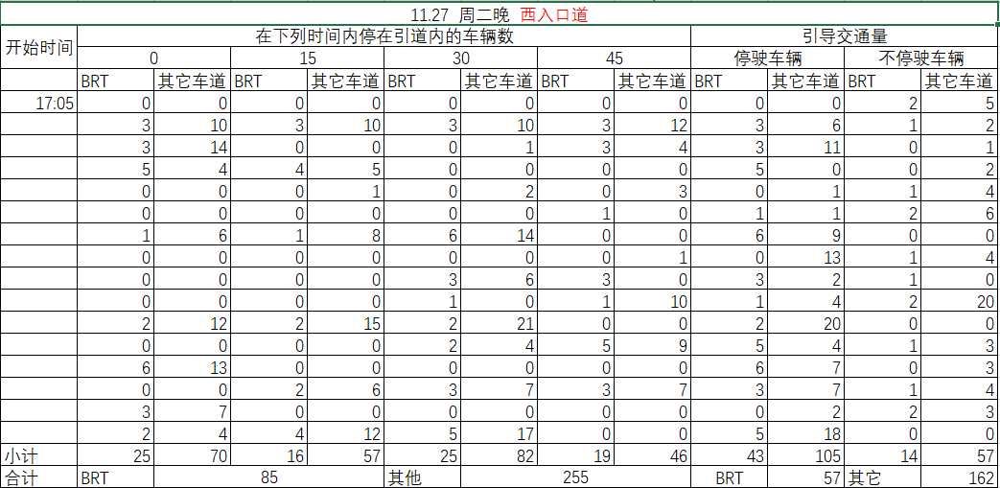 11.27 周二晚 西入口道
开始时间 在下列时间内停在引道内的车辆数 引导交通量
0 15 30 45 停驶车辆 不停驶车辆
BRT 其它车道 BRT 其它车道 BRT 其它车道 BRT 其它车道 BRT 其它车道 BRT 其它车道
17:05 0 0 0 0 0 0 0 0 0 0 2 5
3 10 3 10 3 10 3 12 3 6 1 2
3 14 0 0 0 1 3 4 3 11 0 1
5 4 4 5 0 0 0 0 5 0 0 2
0 0 0 1 0 2 0 3 0 1 1 4
0 0 0 0 0 0 1 0 1 1 2 6
1 6 1 8 6 14 0 0 6 9 0 0
0 0 0 0 0 0 0 1 0 13 1 4
0 0 0 0 3 6 3 0 3 2 1 0
0 0 0 0 1 0 1 10 1 4 2 20
2 12 2 15 2 21 0 0 2 20 0 0
0 0 0 0 2 4 5 9 5 4 1 3
6 13 0 0 0 0 0 0 6 7 0 3
0 0 2 6 3 7 3 7 3 7 1 4
3 7 0 0 0 0 0 0 0 2 2 3
2 4 4 12 5 17 0 0 5 18 0 0
小计 25 70 16 57 25 82 19 46 43 105 14 57
合计 BRT 85 其他 255 BRT 57 其它 162